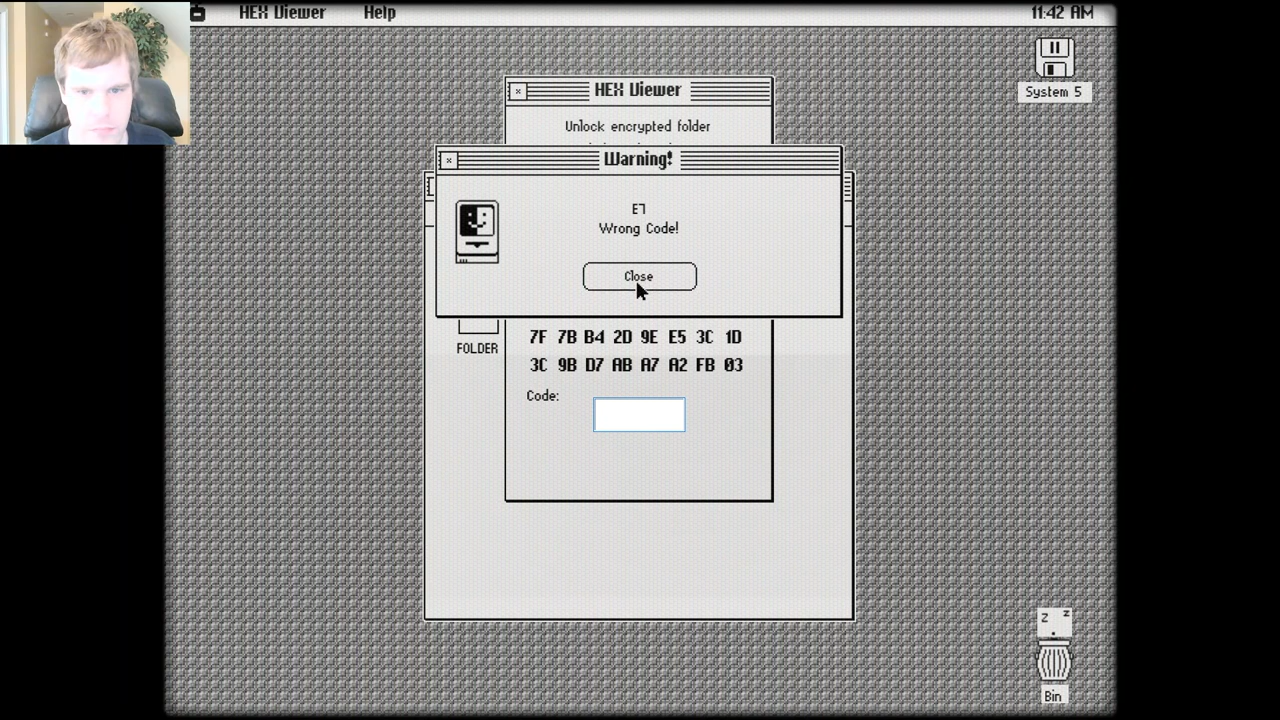 HEX Viewer Help 11:42 AM
System 5
HEX Viewer
Unlock encrypted folder
Warning!
E7
Wrong Code!
Close
7F 7B B4 2D 9E E5 3C 1D
FOLDER
3C 9B D7 AB A7 A2 FB 03
Code:
z z
Bin